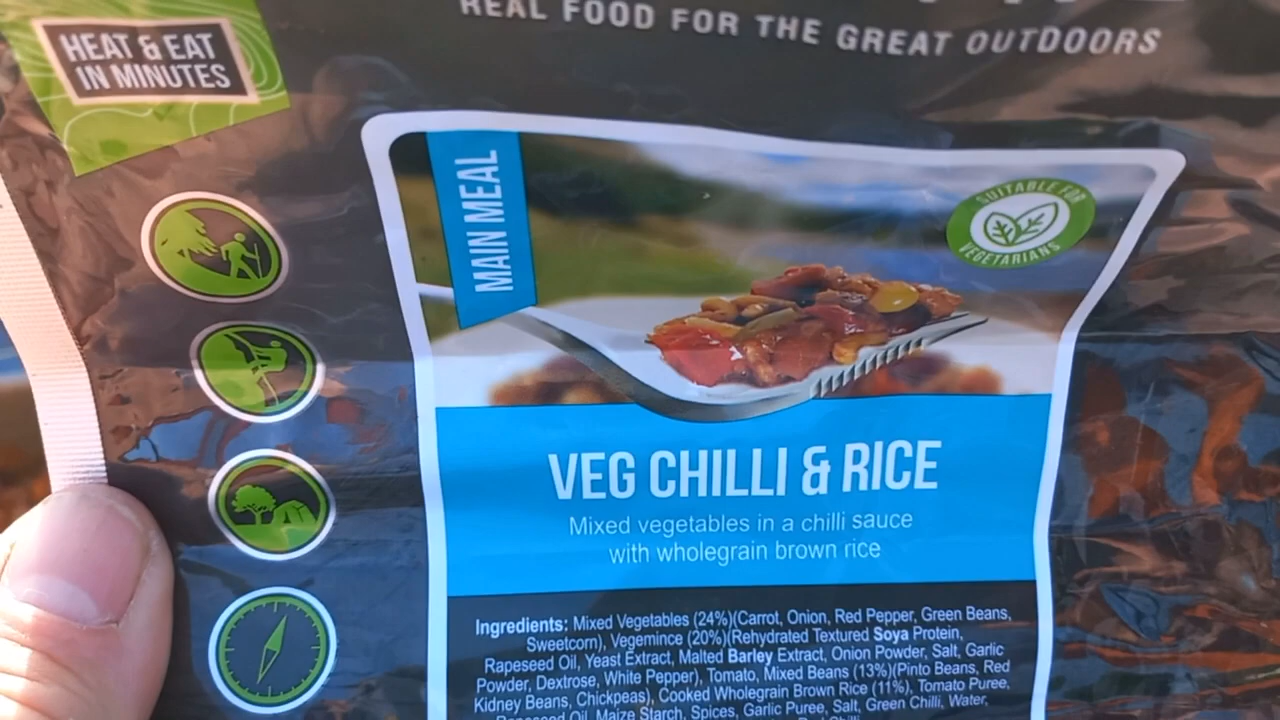 REAL FOOD FOR THE GREAT OUTDOORS
HEAT & EAT
IN MINUTES
MAIN MEAL
SUITABLE FOR
VEGETARIANS
VEG CHILLI & RICE
Mixed vegetables in a chilli sauce
with wholegrain brown rice
Ingredients: Mixed Vegetables (24%)(Carrot, Onion, Red Pepper, Green Beans,
Sweetcorn), Vegemince (20%)(Rehydrated Textured Soya Protein,
Rapeseed Oil, Yeast Extract, Malted Barley Extract, Onion Powder, Salt, Garlic
Powder, Dextrose, White Pepper), Tomato, Mixed Beans (13%)(Pinto Beans, Red
Kidney Beans, Chickpeas), Cooked Wholegrain Brown Rice (11%), Tomato Puree,
Rapeseed Oil, Maize Starch, Spices, Garlic Puree, Salt, Green Chilli, Water,